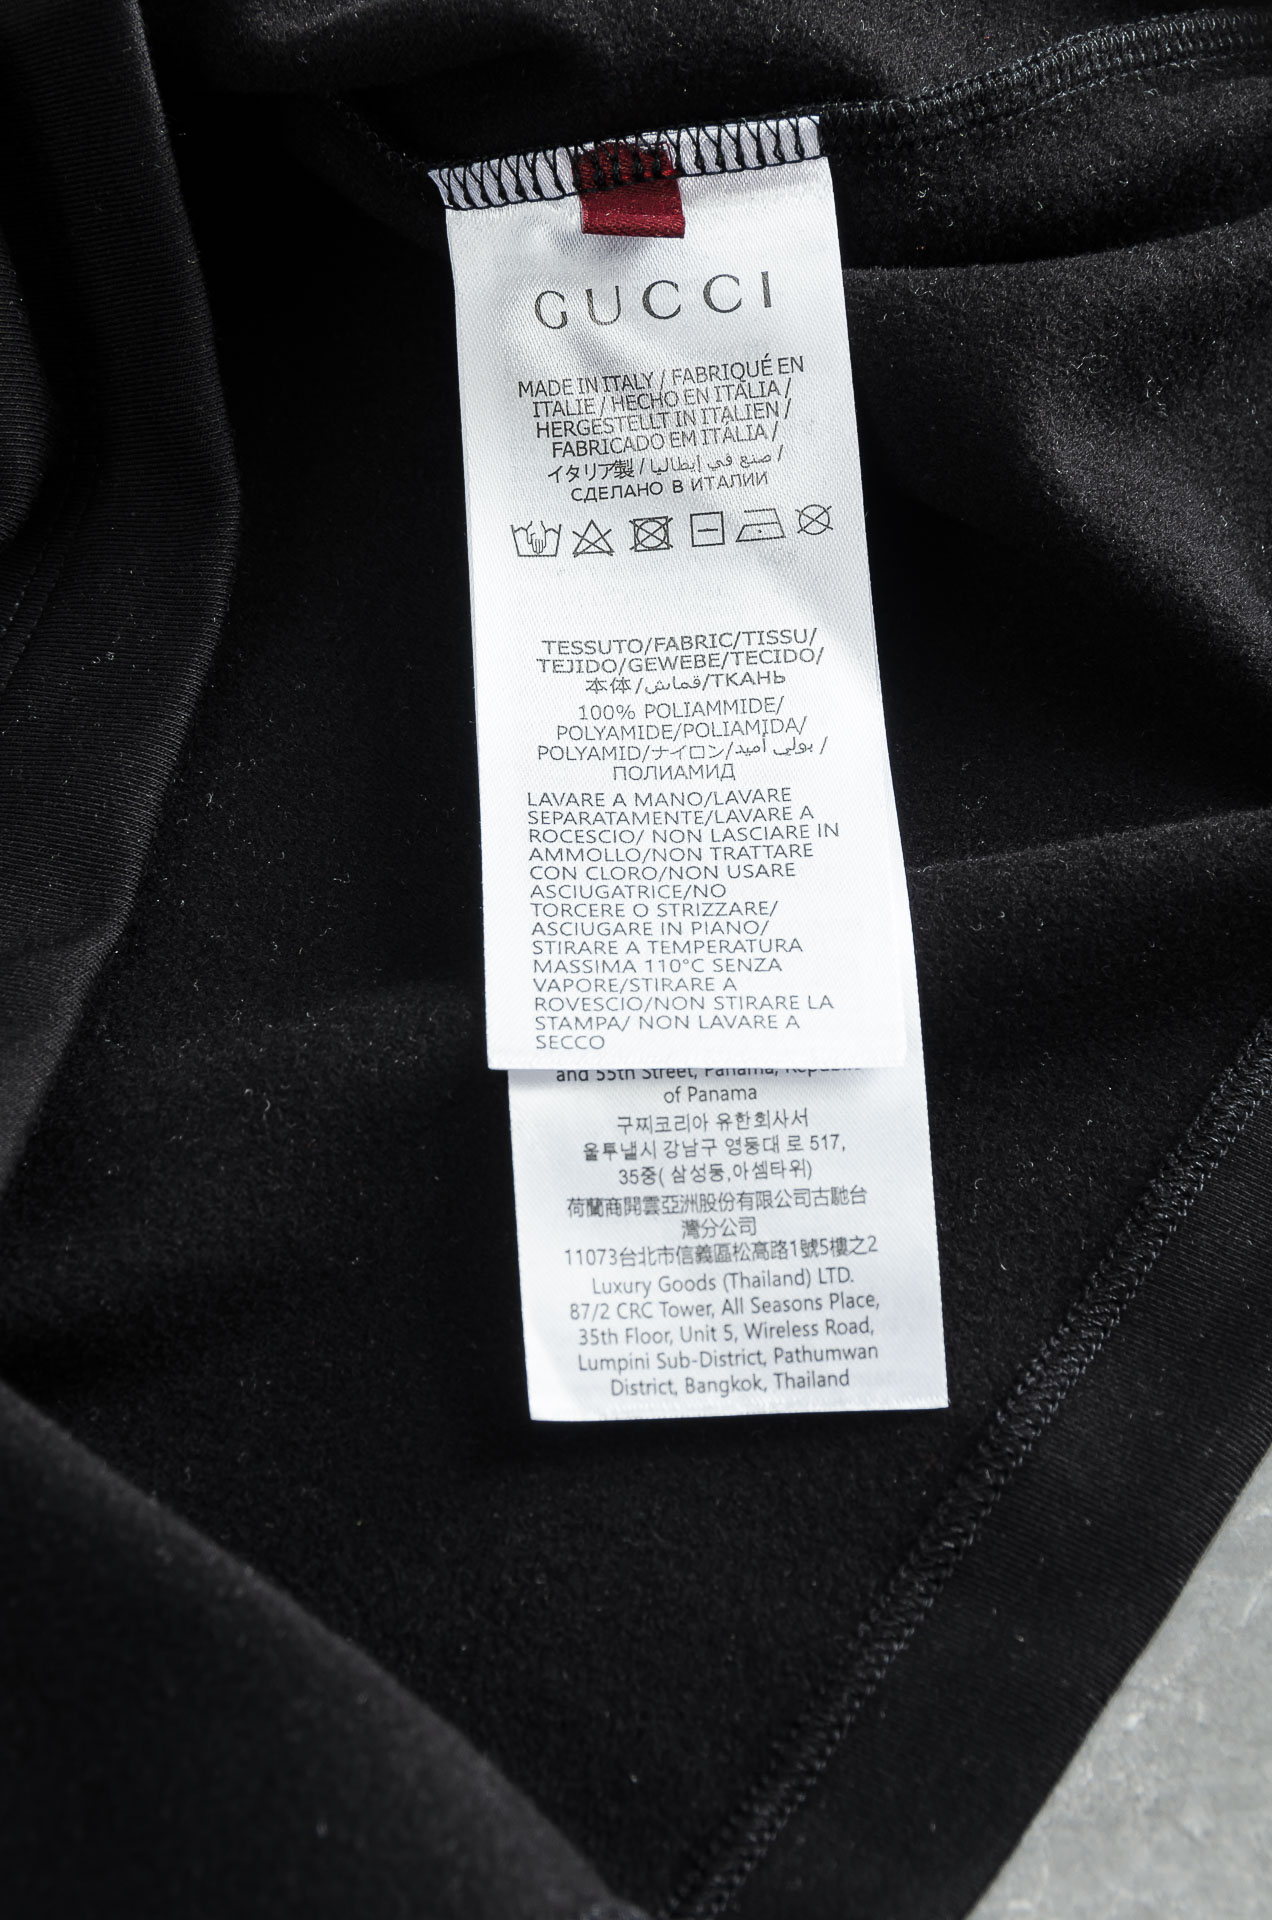 GUCCI
MADE IN ITALY / FABRIQUÉ EN
ITALIE / HECHO EN ITALIA /
HERGESTELLT IN ITALIEN /
FABRICADO EM ITÁLIA /
イタリア製 / صنع في إيطاليا /
СДЕЛАНО В ИТАЛИИ
TESSUTO/FABRIC/TISSU/
TEJIDO/GEWEBE/TECIDO/
本体/قماش/ТКАНЬ
100% POLIAMMIDE/
POLYAMIDE/POLIAMIDA/
POLYAMID/ナイロン/بولي أميد /
ПОЛИАМИД
LAVARE A MANO/LAVARE
SEPARATAMENTE/LAVARE A
ROCESCIO/ NON LASCIARE IN
AMMOLLO/NON TRATTARE
CON CLORO/NON USARE
ASCIUGATRICE/NO
TORCERE O STRIZZARE/
ASCIUGARE IN PIANO/
STIRARE A TEMPERATURA
MASSIMA 110°C SENZA
VAPORE/STIRARE A
ROVESCIO/NON STIRARE LA
STAMPA/ NON LAVARE A
SECCO
and 55th Street, Panama, Republic
of Panama
구찌코리아 유한회사서
울투낼시 강남구 영동대 로 517,
35중( 삼성동,아셈타위)
荷蘭商開雲亞洲股份有限公司古馳台
灣分公司
11073台北市信義區松高路1號5樓之2
Luxury Goods (Thailand) LTD.
87/2 CRC Tower, All Seasons Place,
35th Floor, Unit 5, Wireless Road,
Lumpini Sub-District, Pathumwan
District, Bangkok, Thailand